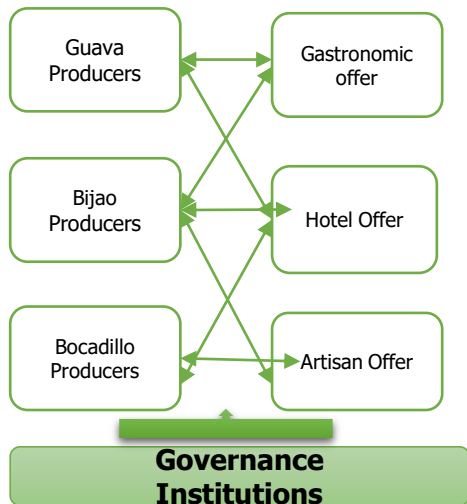 Guava
Producers
Gastronomic
offer
Bijao
Producers
Hotel Offer
Bocadillo
Producers
Artisan Offer
Governance
Institutions